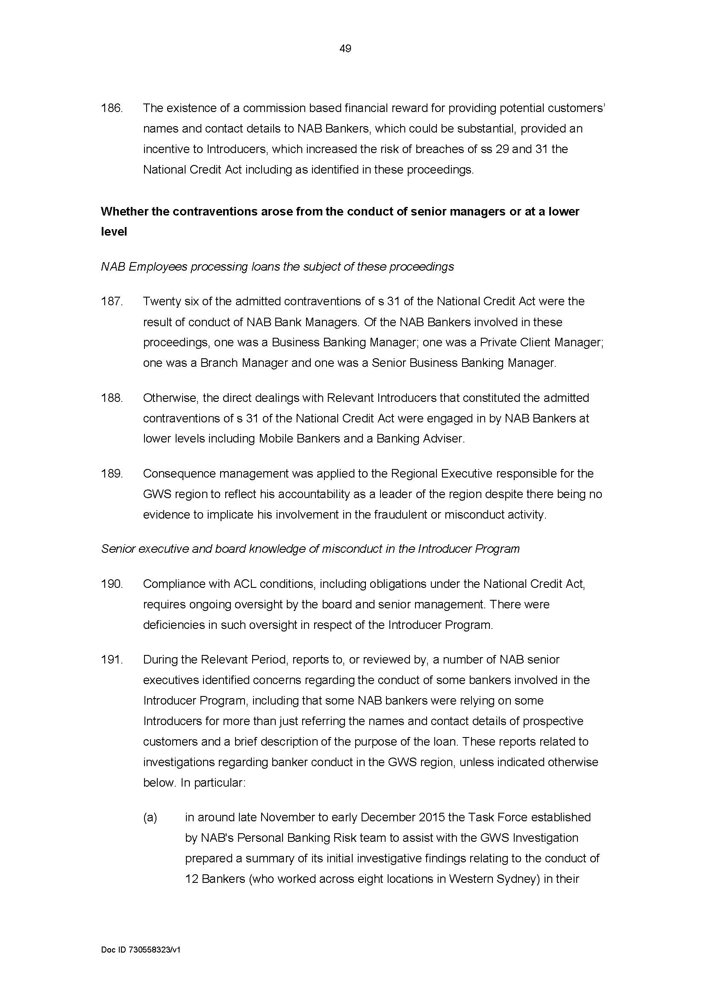 49
186. The existence of a commission based financial reward for providing potential customers’
names and contact details to NAB Bankers, which could be substantial, provided an
incentive to Introducers, which increased the risk of breaches of ss 29 and 31 the
National Credit Act including as identified in these proceedings.
Whether the contraventions arose from the conduct of senior managers or at a lower
level
NAB Employees processing loans the subject of these proceedings
187. Twenty six of the admitted contraventions of s 31 of the National Credit Act were the
result of conduct of NAB Bank Managers. Of the NAB Bankers involved in these
proceedings, one was a Business Banking Manager; one was a Private Client Manager;
one was a Branch Manager and one was a Senior Business Banking Manager.
188. Otherwise, the direct dealings with Relevant Introducers that constituted the admitted
contraventions of s 31 of the National Credit Act were engaged in by NAB Bankers at
lower levels including Mobile Bankers and a Banking Adviser.
189. Consequence management was applied to the Regional Executive responsible for the
GWS region to reflect his accountability as a leader of the region despite there being no
evidence to implicate his involvement in the fraudulent or misconduct activity.
Senior executive and board knowledge of misconduct in the Introducer Program
190. Compliance with ACL conditions, including obligations under the National Credit Act,
requires ongoing oversight by the board and senior management. There were
deficiencies in such oversight in respect of the Introducer Program.
191. During the Relevant Period, reports to, or reviewed by, a number of NAB senior
executives identified concerns regarding the conduct of some bankers involved in the
Introducer Program, including that some NAB bankers were relying on some
Introducers for more than just referring the names and contact details of prospective
customers and a brief description of the purpose of the loan. These reports related to
investigations regarding banker conduct in the GWS region, unless indicated otherwise
below. In particular:
(a) in around late November to early December 2015 the Task Force established
by NAB's Personal Banking Risk team to assist with the GWS Investigation
prepared a summary of its initial investigative findings relating to the conduct of
12 Bankers (who worked across eight locations in Western Sydney) in their
Doc ID 730558323/v1